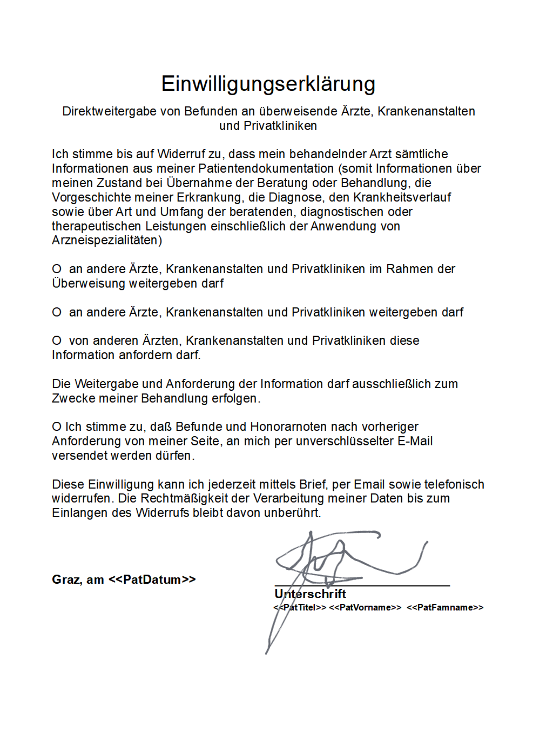 Einwilligungserklärung
Direktweitergabe von Befunden an überweisende Ärzte, Krankenanstalten
und Privatkliniken
Ich stimme bis auf Widerruf zu, dass mein behandelnder Arzt sämtliche
Informationen aus meiner Patientendokumentation (somit Informationen über
meinen Zustand bei Übernahme der Beratung oder Behandlung, die
Vorgeschichte meiner Erkrankung, die Diagnose, den Krankheitsverlauf
sowie über Art und Umfang der beratenden, diagnostischen oder
therapeutischen Leistungen einschließlich der Anwendung von
Arzneispezialitäten)
O an andere Ärzte, Krankenanstalten und Privatkliniken im Rahmen der
Überweisung weitergeben darf
O an andere Ärzte, Krankenanstalten und Privatkliniken weitergeben darf
O von anderen Ärzten, Krankenanstalten und Privatkliniken diese
Information anfordern darf.
Die Weitergabe und Anforderung der Information darf ausschließlich zum
Zwecke meiner Behandlung erfolgen.
O Ich stimme zu, daß Befunde und Honorarnoten nach vorheriger
Anforderung von meiner Seite, an mich per unverschlüsselter E-Mail
versendet werden dürfen.
Diese Einwilligung kann ich jederzeit mittels Brief, per Email sowie telefonisch
widerrufen. Die Rechtmäßigkeit der Verarbeitung meiner Daten bis zum
Einlangen des Widerrufs bleibt davon unberührt.
Graz, am <<PatDatum>>
Unterschrift
<<PatTitel>> <<PatVorname>> <<PatFamname>>